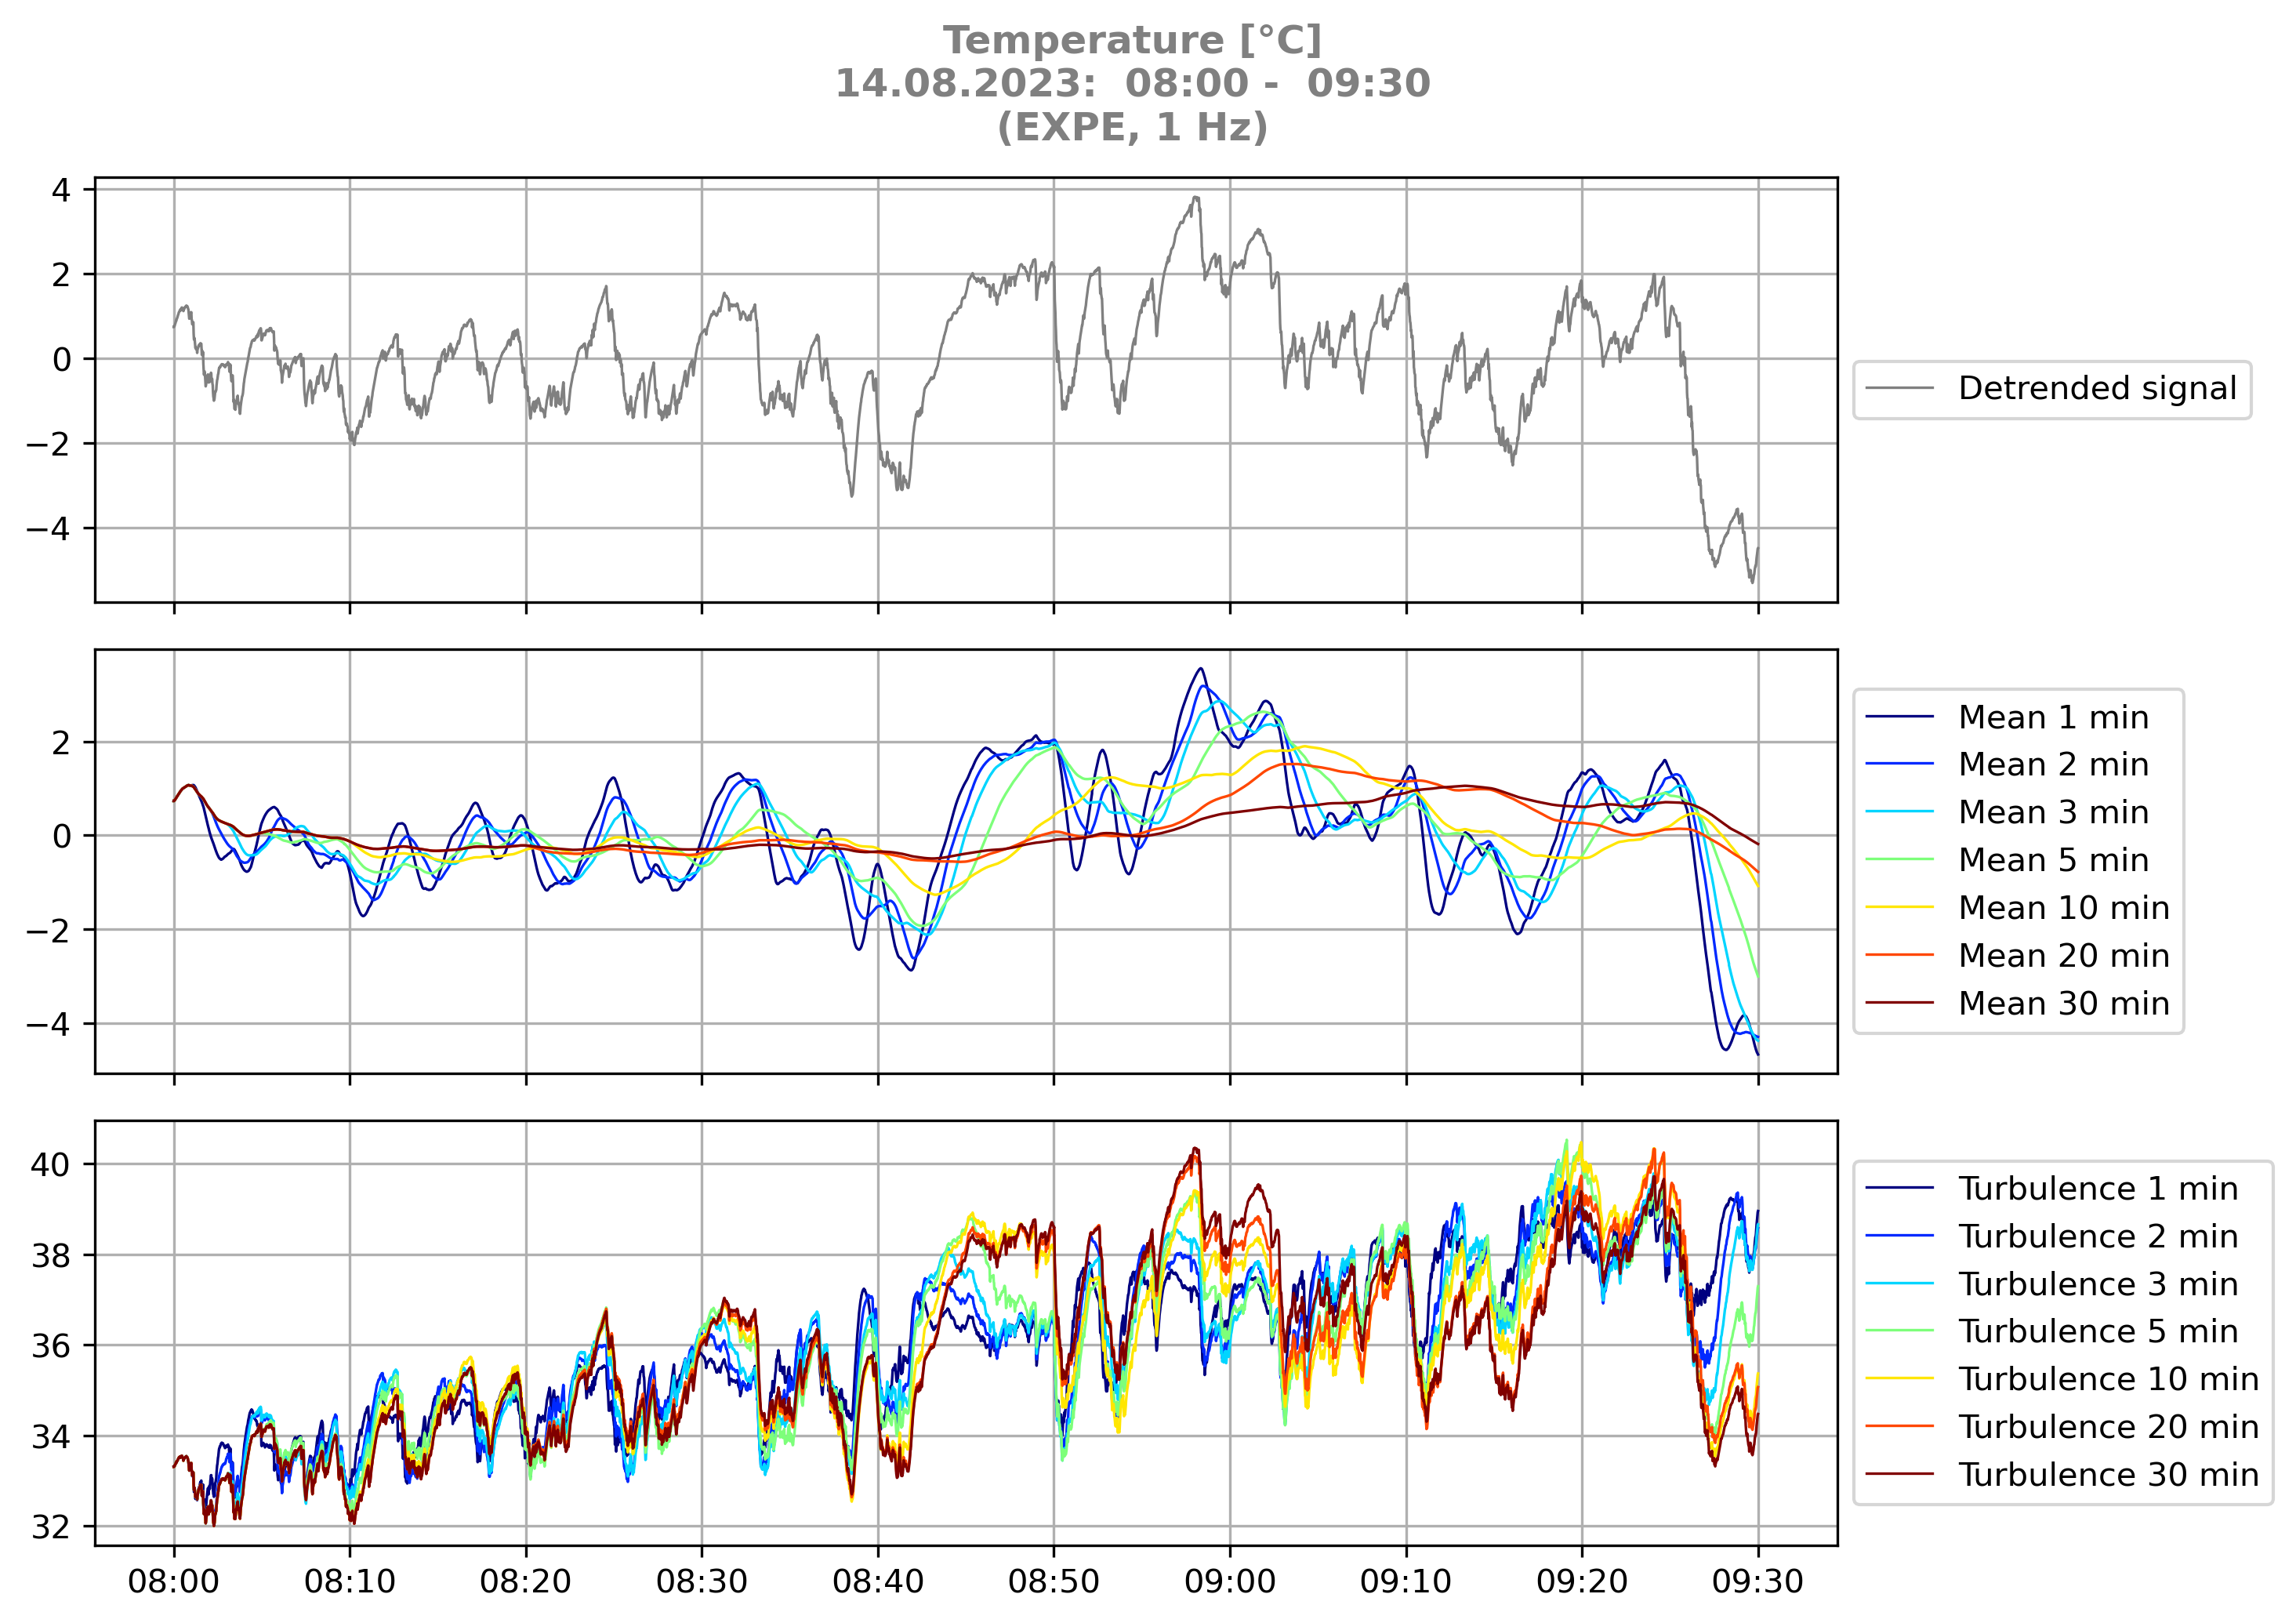 Temperature [°C]
14.08.2023:  08:00 -  09:30
(EXPE, 1 Hz)
4
2
0
−2
−4
Detrended signal
2
0
−2
−4
Mean 1 min
Mean 2 min
Mean 3 min
Mean 5 min
Mean 10 min
Mean 20 min
Mean 30 min
40
38
36
34
32
Turbulence 1 min
Turbulence 2 min
Turbulence 3 min
Turbulence 5 min
Turbulence 10 min
Turbulence 20 min
Turbulence 30 min
08:00 08:10 08:20 08:30 08:40 08:50 09:00 09:10 09:20 09:30